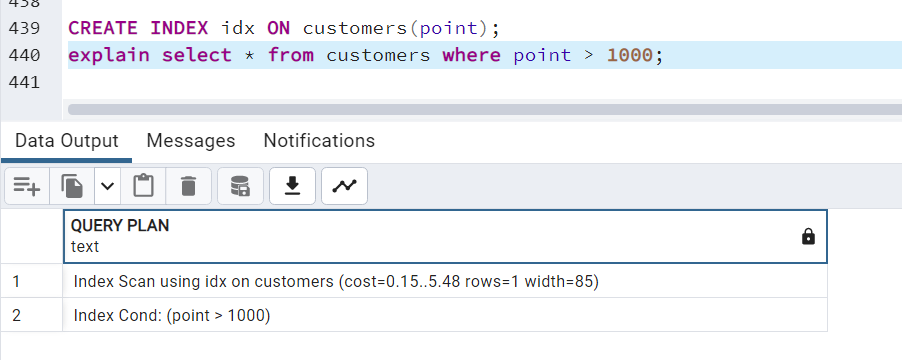 438
439 CREATE INDEX idx ON customers(point);
440 explain select * from customers where point > 1000;
441
Data Output Messages Notifications
QUERY PLAN
text
1 Index Scan using idx on customers (cost=0.15..5.48 rows=1 width=85)
2 Index Cond: (point > 1000)